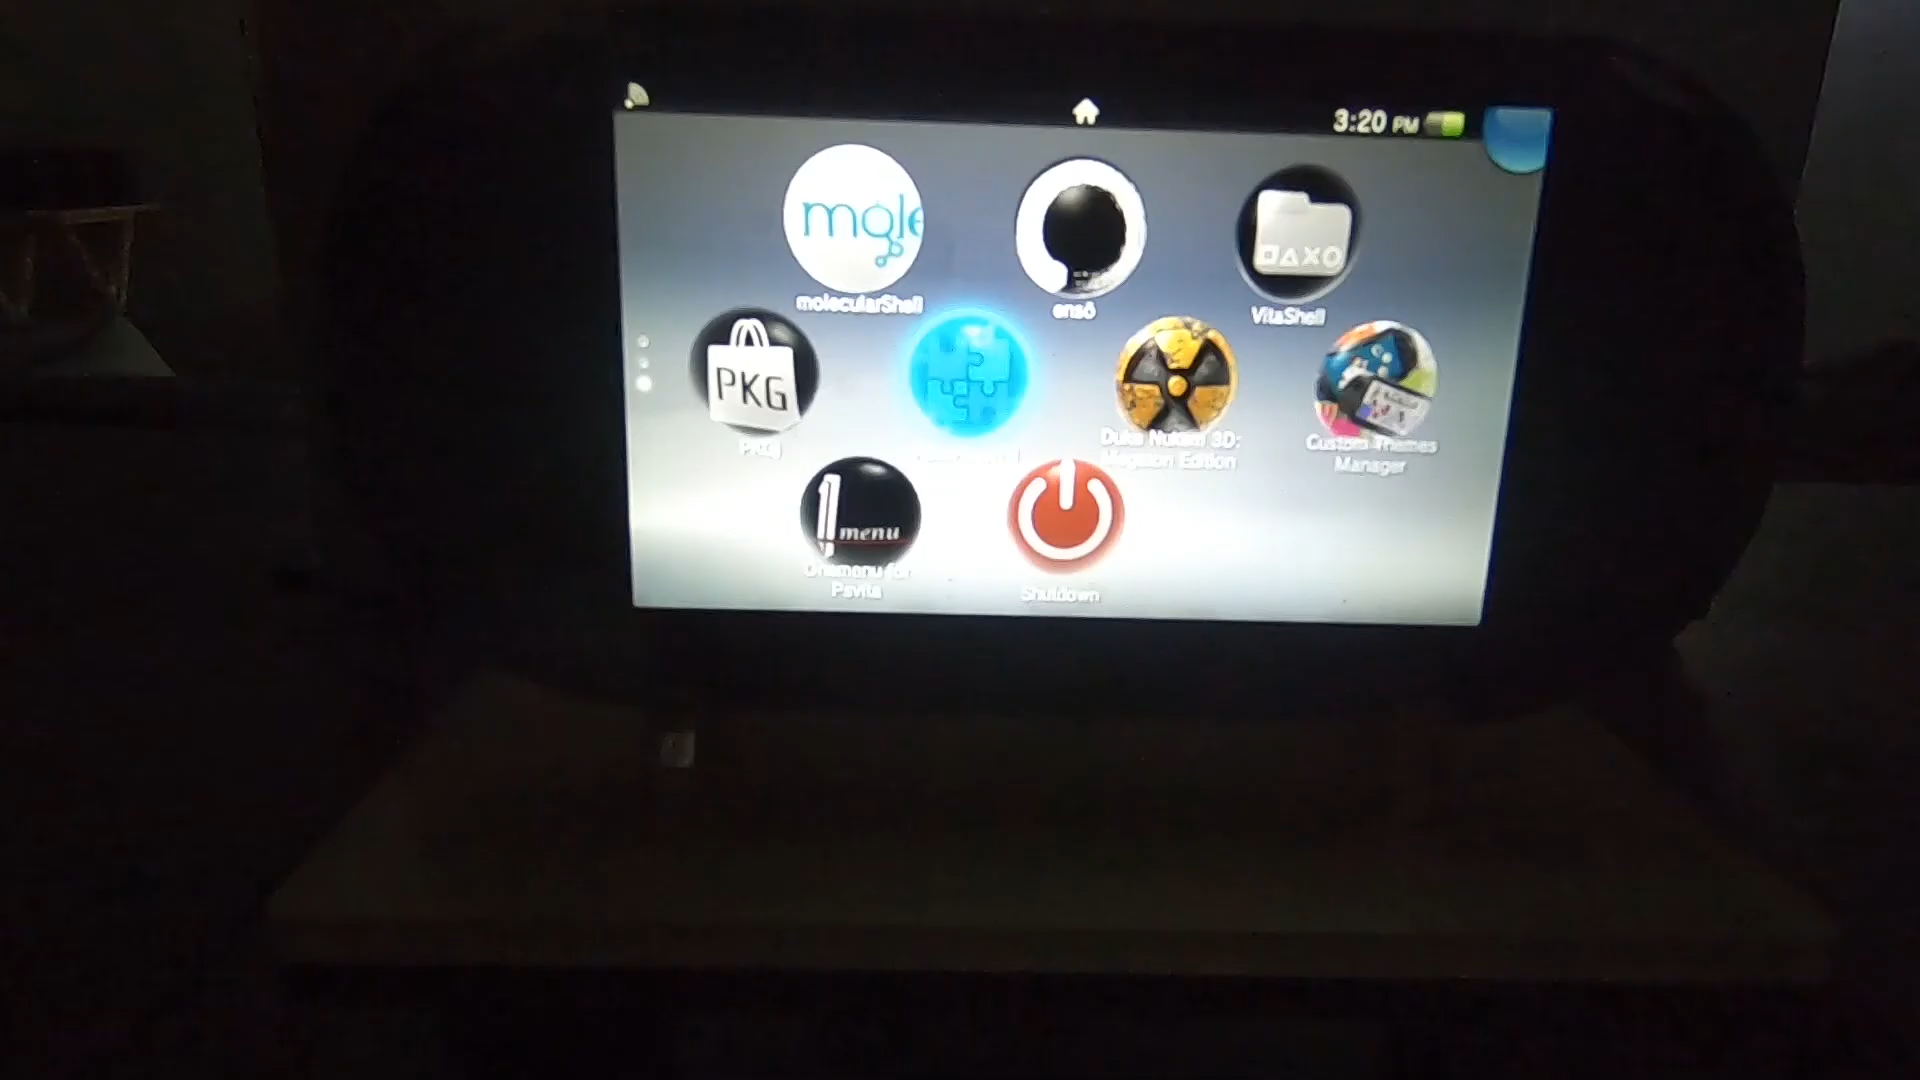 3:20 PM
mole
molecularShell
ensō
VitaShell
PKG
PKGj
Duke Nukem 3D:
Megaton Edition
Custom Themes
Manager
menu
Onemenu for
Psvita
Shutdown